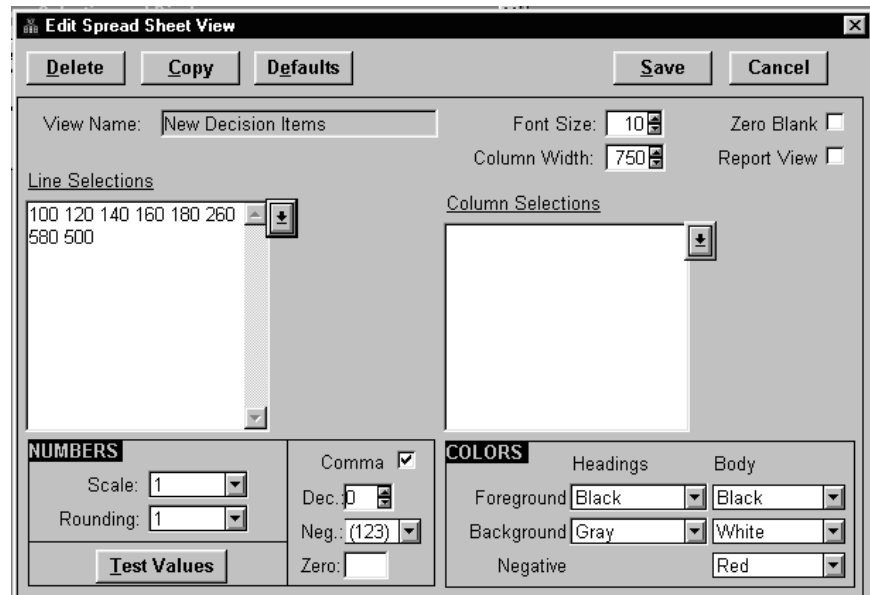 Edit Spread Sheet View
Delete Copy Defaults Save Cancel
View Name: New Decision Items Font Size: 10 Zero Blank
Column Width: 750 Report View
Line Selections
Column Selections
100 120 140 160 180 260
580 500
NUMBERS
Scale: 1
Rounding: 1
Test Values
Comma
Dec.: 0
Neg.: (123)
Zero:
COLORS
Headings Body
Foreground Black Black
Background Gray White
Negative Red